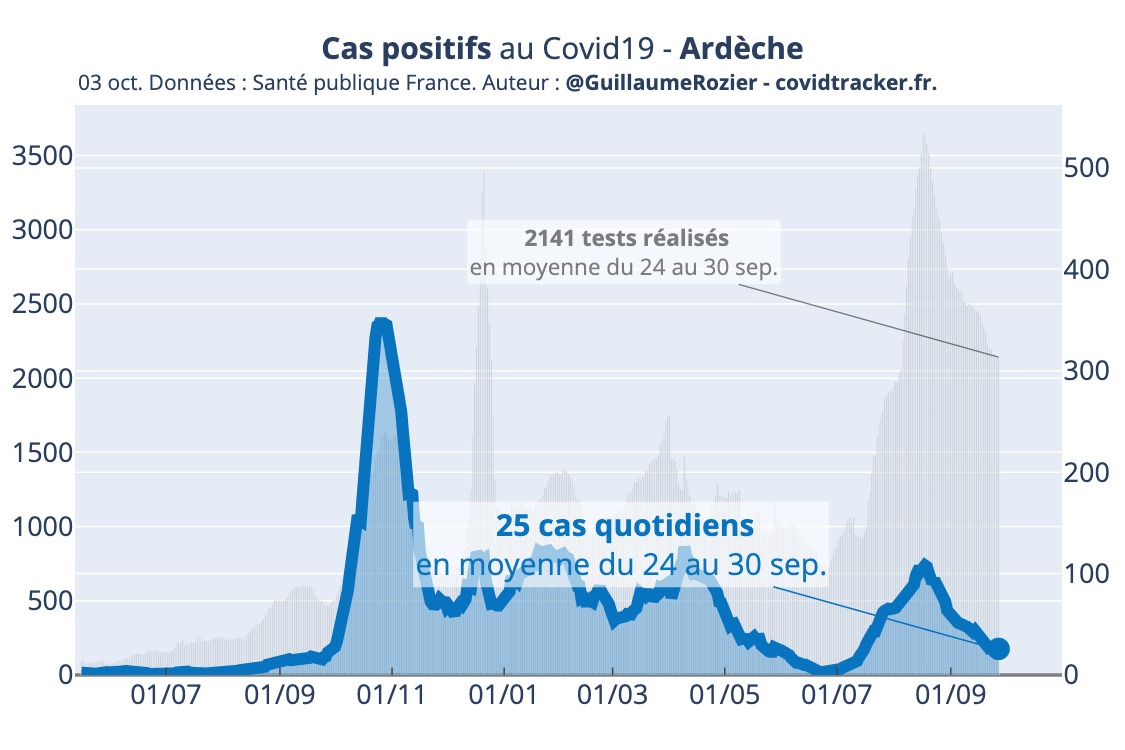 Cas positifs au Covid19 - Ardèche
03 oct. Données : Santé publique France. Auteur : @GuillaumeRozier - covidtracker.fr.
3500
3000
2500
2000
1500
1000
500
0
500
400
300
200
100
0
2141 tests réalisés
en moyenne du 24 au 30 sep.
25 cas quotidiens
en moyenne du 24 au 30 sep.
01/07 01/09 01/11 01/01 01/03 01/05 01/07 01/09